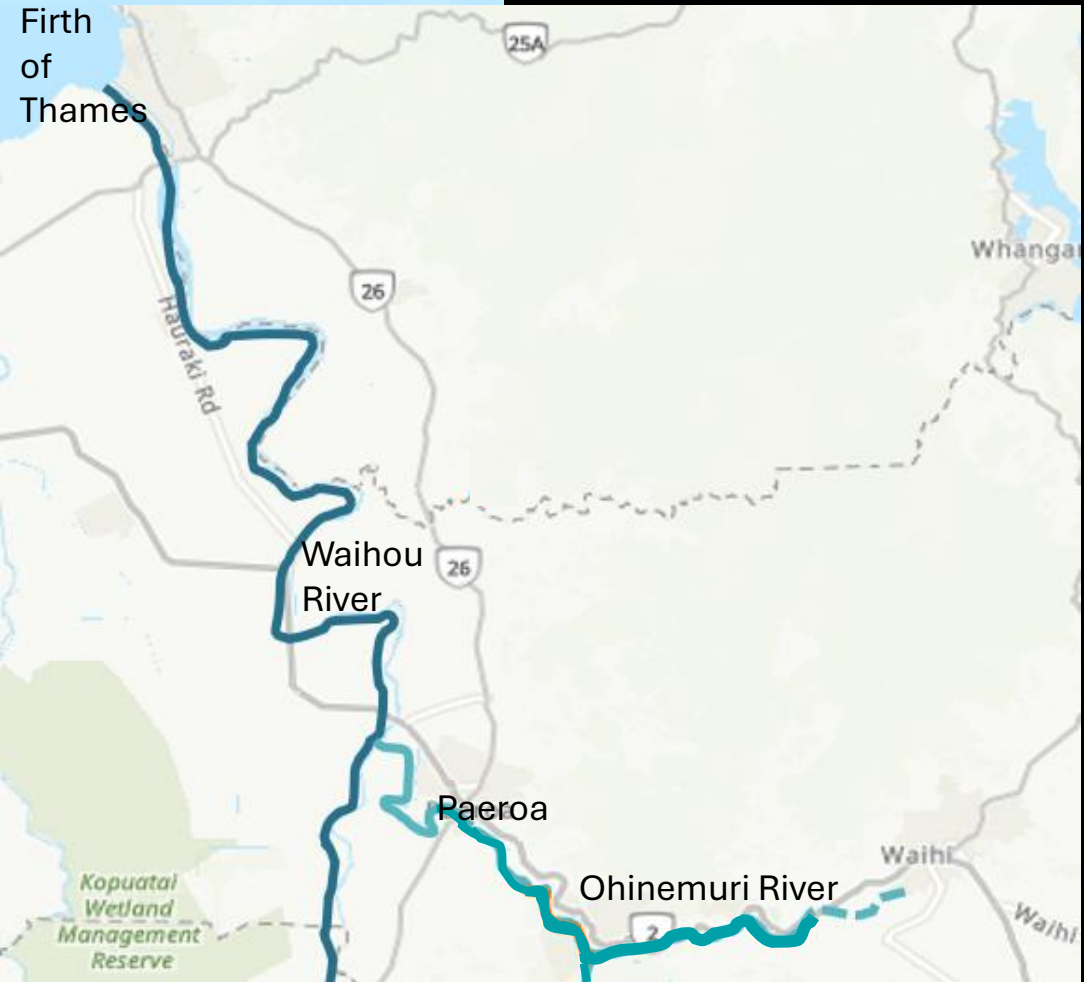 Firth
of
Thames
25A
Whanga
26
Hauraki Rd
Waihou
River
26
Paeroa
Waihi
Ohinemuri River
Kopuatai
Wetland
Management
Reserve
2
Waihi